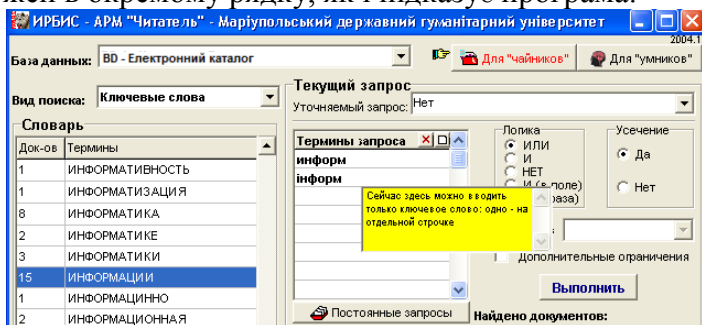 жен в окремому рядку, як і підказує програма.
ИРБИС - АРМ "Читатель" - Маріупольський державний гуманітарний університет
2004.1
База данных: BD - Електронний каталог
Для "чайников"
Для "умников"
Вид поиска: Ключевые слова
Текущий запрос
Уточняемый запрос: Нет
Словарь
Док-ов Термины
1 ИНФОРМАТИВНОСТЬ
1 ИНФОРМАТИЗАЦИЯ
8 ИНФОРМАТИКА
2 ИНФОРМАТИКЕ
3 ИНФОРМАТИКИ
15 ИНФОРМАЦИИ
1 ИНФОРМАЦИННО
2 ИНФОРМАЦИОННАЯ
Термины запроса
информ
інформ
Сейчас здесь можно вводить
только ключевое слово: одно - на
отдельной строчке
Постоянные запросы
Логика
ИЛИ
И
НЕТ
И (в поле)
раза)
Усечение
Да
Нет
Дополнительные ограничения
Выполнить
Найдено документов: